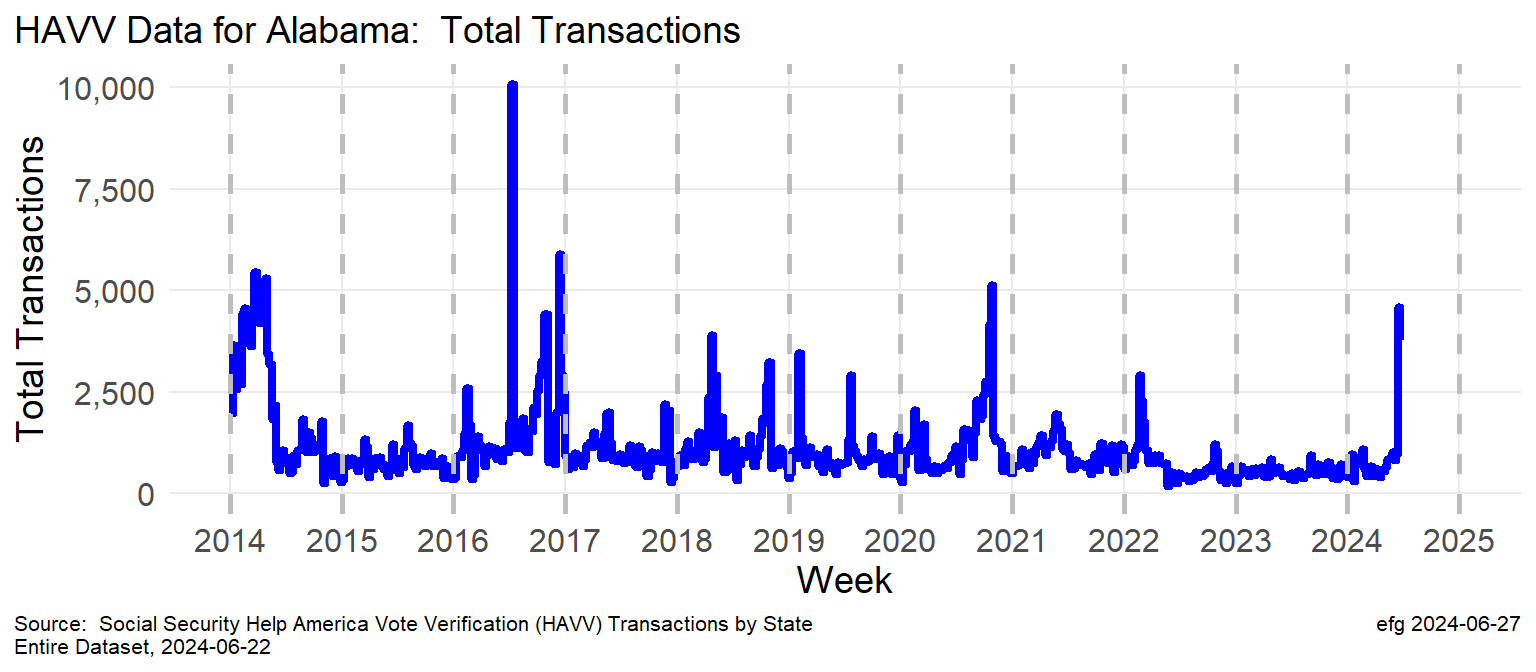 HAVV Data for Alabama:  Total Transactions
10,000
7,500
5,000
2,500
0
Total Transactions
2014 2015 2016 2017 2018 2019 2020 2021 2022 2023 2024 2025
Week
Source:  Social Security Help America Vote Verification (HAVV) Transactions by State
Entire Dataset, 2024-06-22
efg 2024-06-27